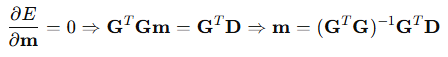 ∂E/∂𝐦 = 0 ⇒ 𝐆ᵀ𝐆𝐦 = 𝐆ᵀ𝐃 ⇒ 𝐦 = (𝐆ᵀ𝐆)⁻¹𝐆ᵀ𝐃